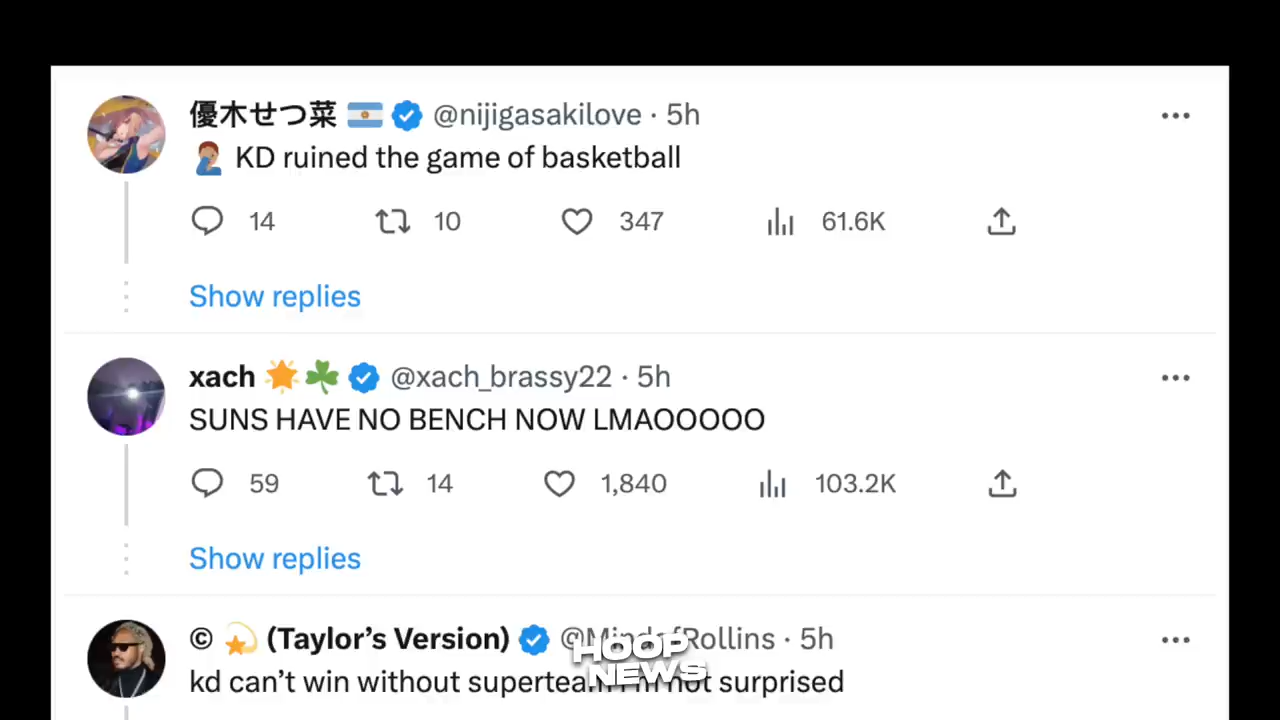 優木せつ菜 🇦🇷 @nijigasakilove · 5h
🤦🏽‍♂️ KD ruined the game of basketball
14 10 347 61.6K
Show replies
xach 🌟☘️ @xach_brassy22 · 5h
SUNS HAVE NO BENCH NOW LMAOOOOO
59 14 1,840 103.2K
Show replies
© 💫 (Taylor’s Version) @MindofRollins · 5h
kd can’t win without superteam not surprised
HOOP
NEWS